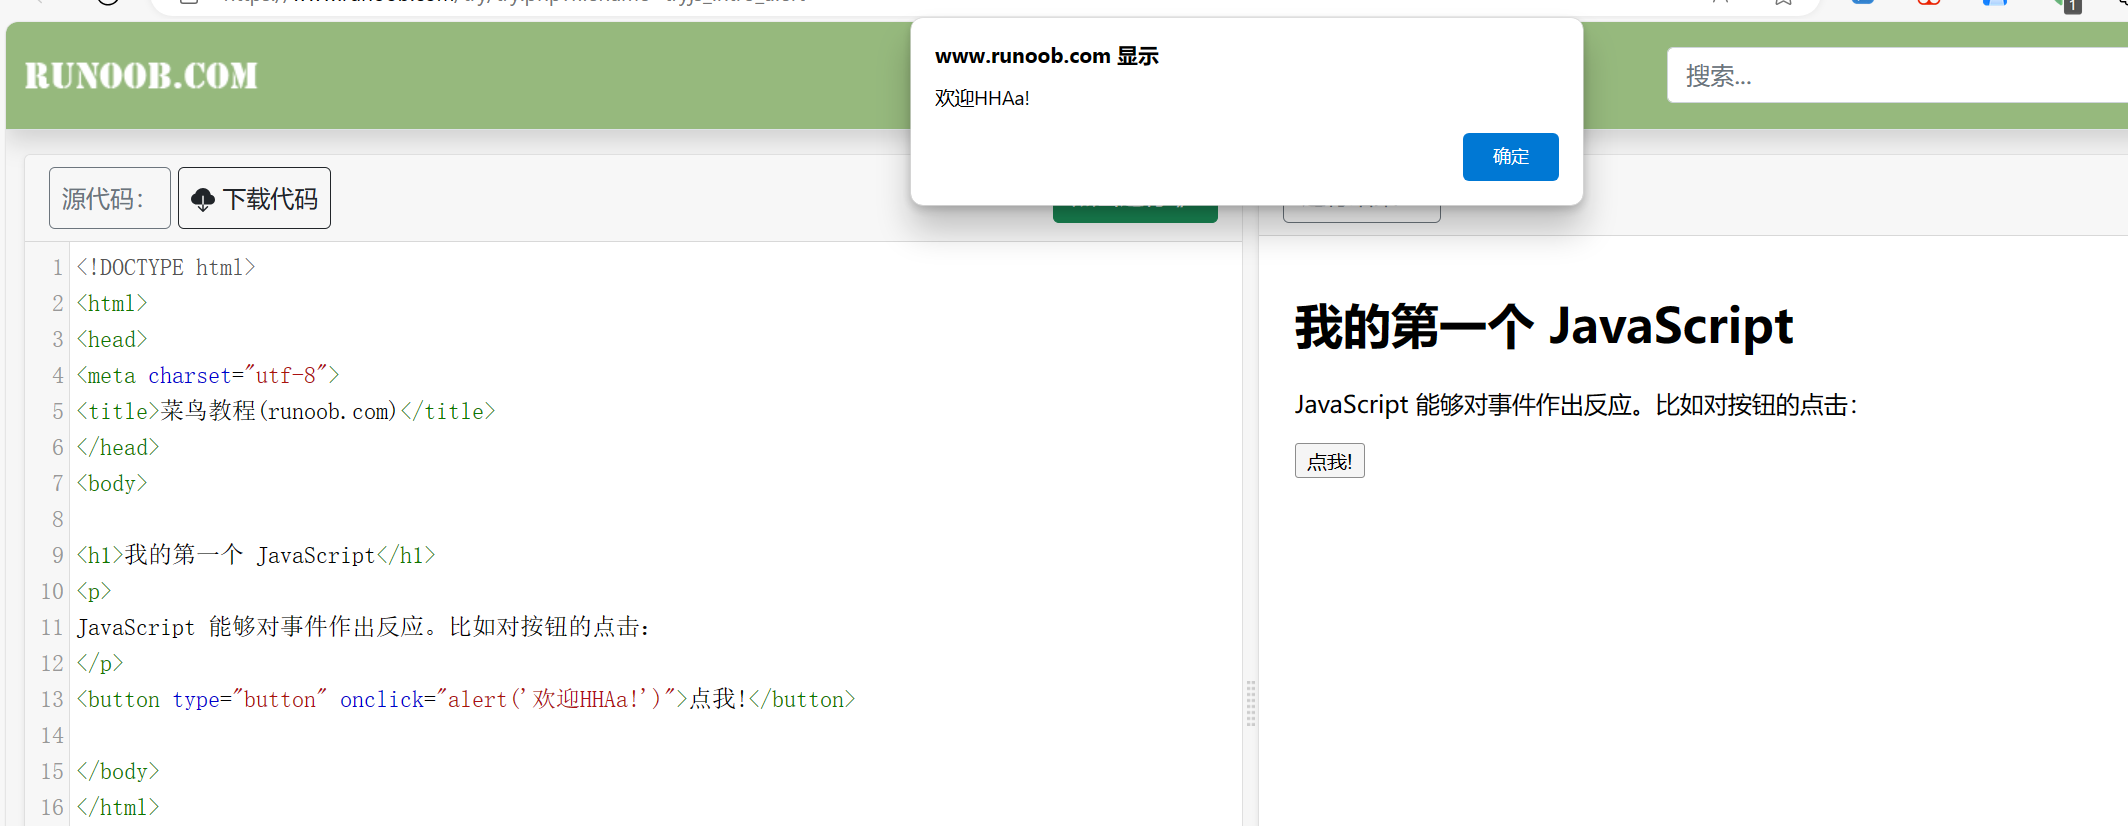 www.runoob.com 显示
欢迎HHAa!
确定
RUNOOB.COM
搜索...
源代码：
下载代码
1 <!DOCTYPE html>
2 <html>
3 <head>
4 <meta charset="utf-8">
5 <title>菜鸟教程(runoob.com)</title>
6 </head>
7 <body>
8
9 <h1>我的第一个 JavaScript</h1>
10 <p>
11 JavaScript 能够对事件作出反应。比如对按钮的点击：
12 </p>
13 <button type="button" onclick="alert('欢迎HHAa!')">点我!</button>
14
15 </body>
16 </html>
我的第一个 JavaScript
JavaScript 能够对事件作出反应。比如对按钮的点击：
点我!
1